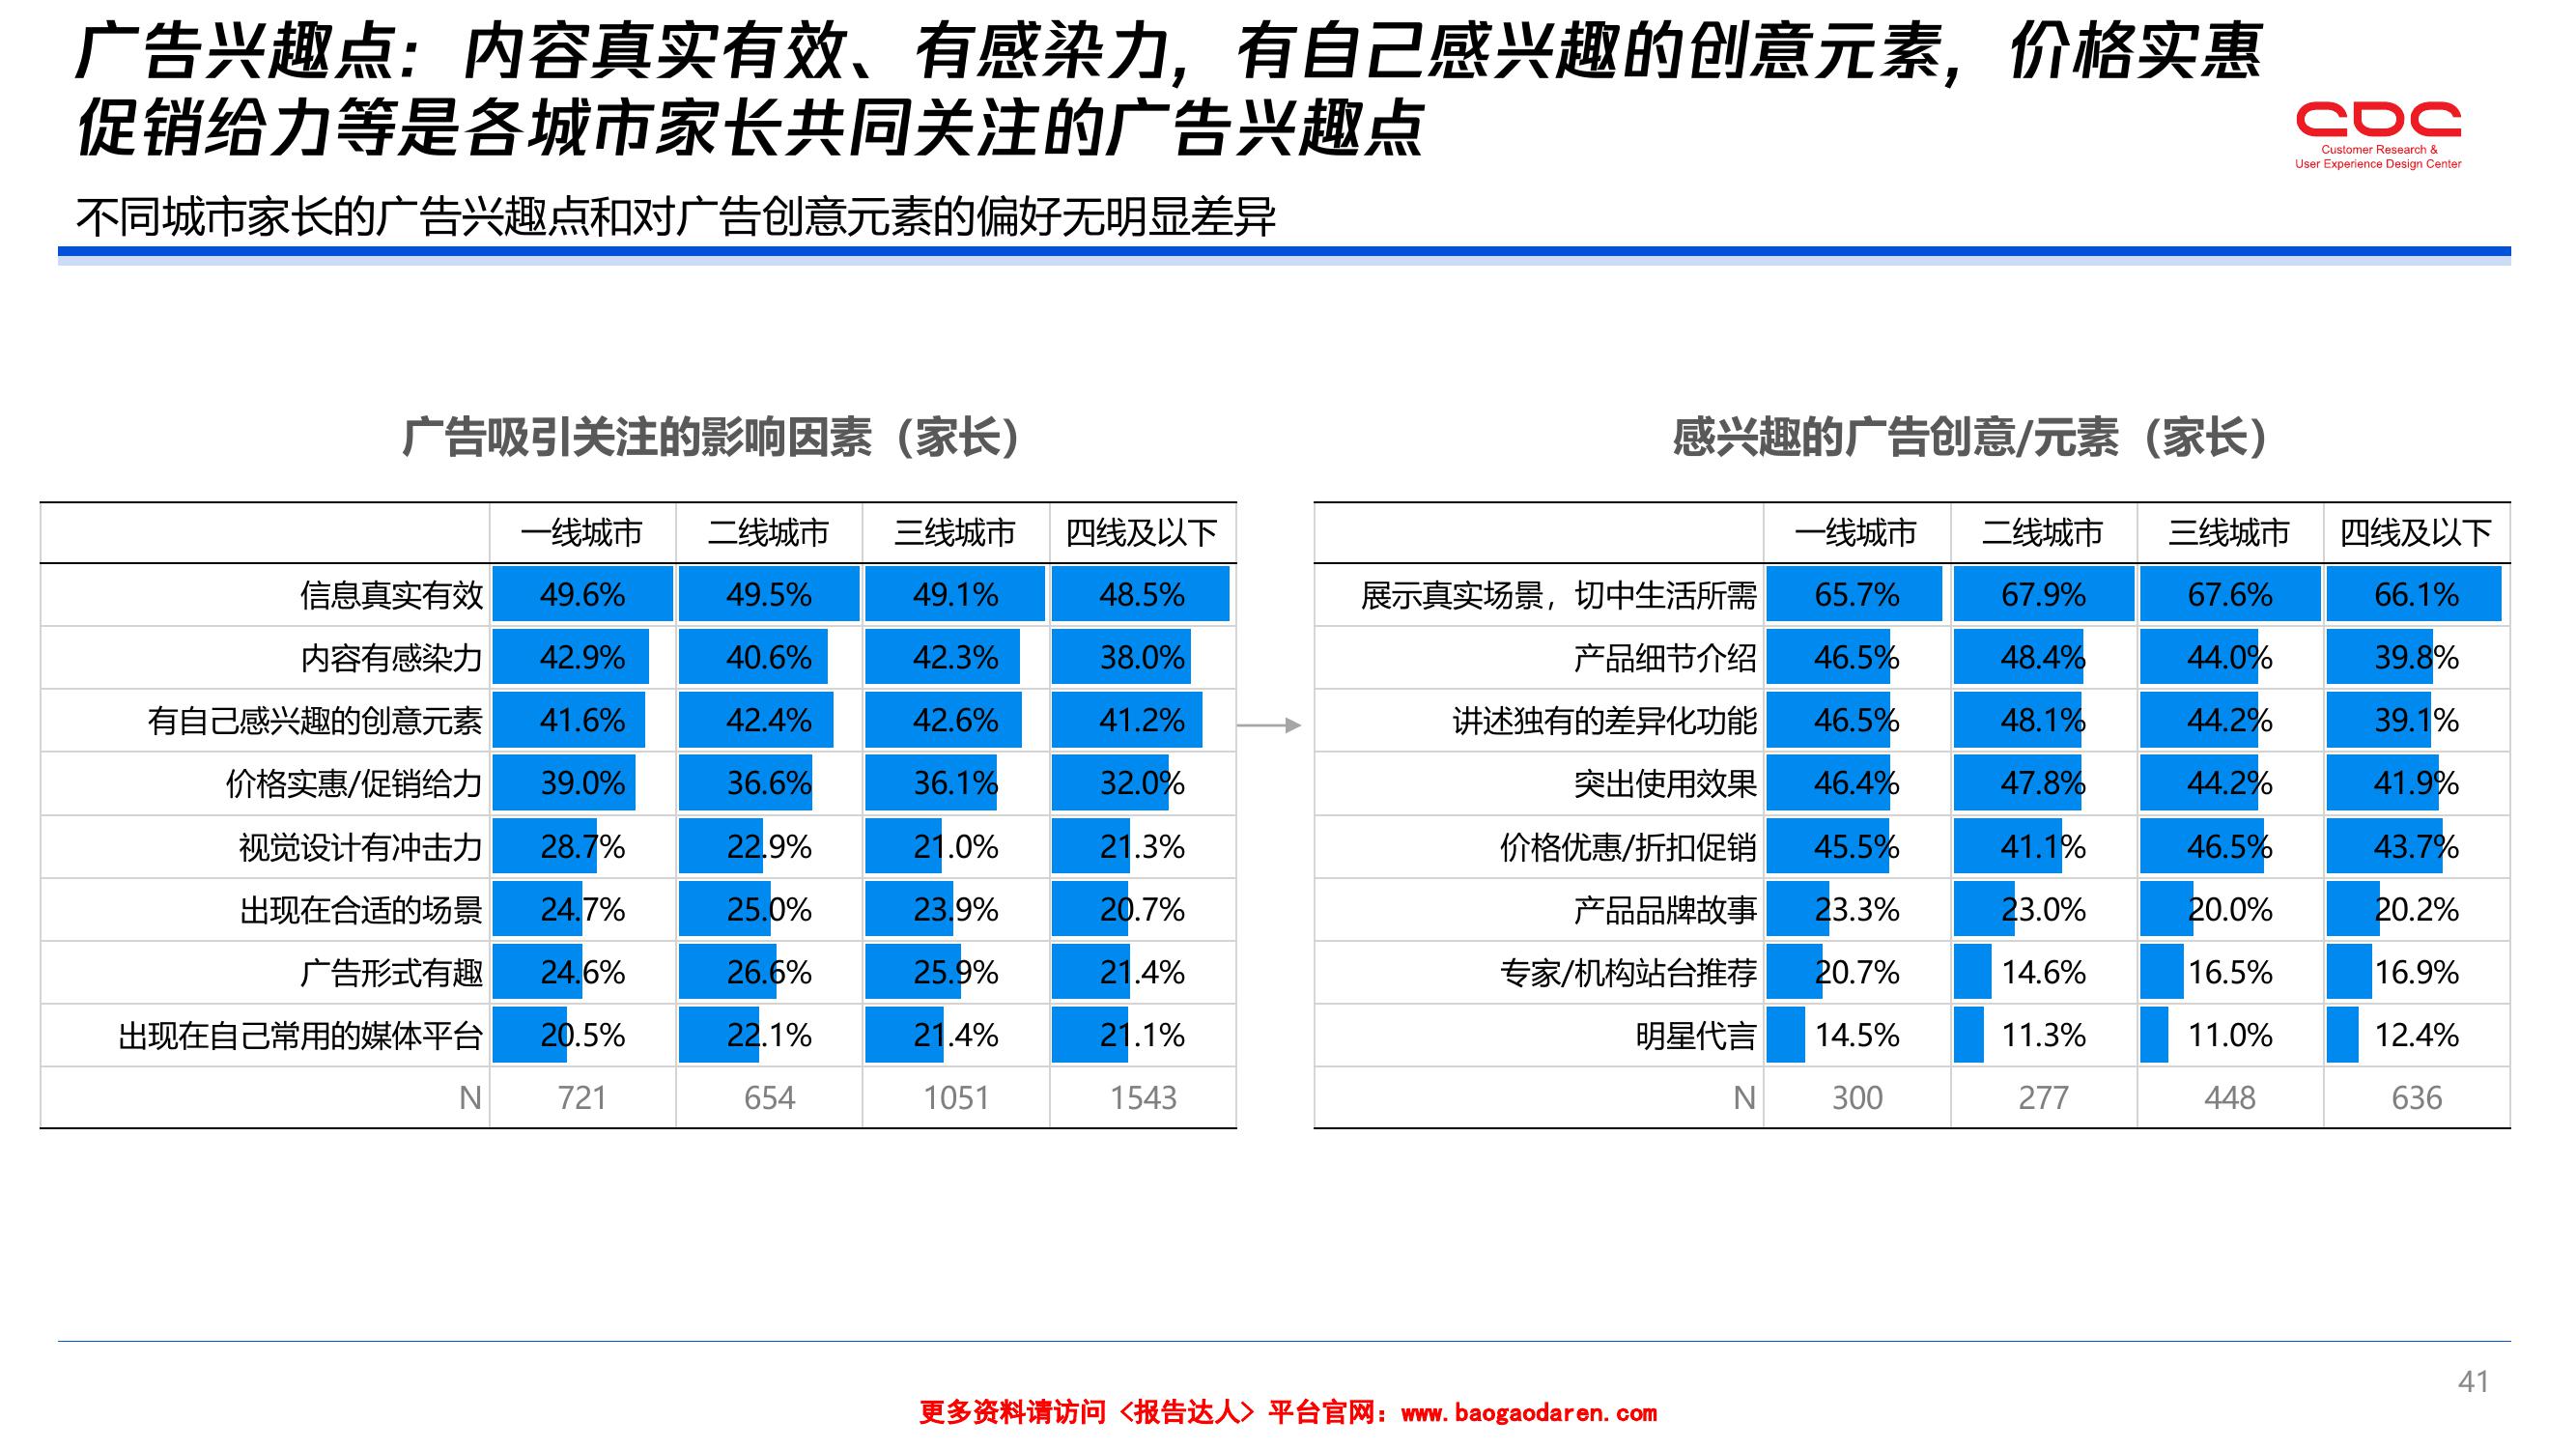 广告兴趣点：内容真实有效、有感染力，有自己感兴趣的创意元素，价格实惠
促销给力等是各城市家长共同关注的广告兴趣点
CDC
Customer Research &
User Experience Design Center
不同城市家长的广告兴趣点和对广告创意元素的偏好无明显差异
广告吸引关注的影响因素（家长）
一线城市 二线城市 三线城市 四线及以下
信息真实有效 49.6% 49.5% 49.1% 48.5%
内容有感染力 42.9% 40.6% 42.3% 38.0%
有自己感兴趣的创意元素 41.6% 42.4% 42.6% 41.2%
价格实惠/促销给力 39.0% 36.6% 36.1% 32.0%
视觉设计有冲击力 28.7% 22.9% 21.0% 21.3%
出现在合适的场景 24.7% 25.0% 23.9% 20.7%
广告形式有趣 24.6% 26.6% 25.9% 21.4%
出现在自己常用的媒体平台 20.5% 22.1% 21.4% 21.1%
N 721 654 1051 1543
感兴趣的广告创意/元素（家长）
一线城市 二线城市 三线城市 四线及以下
展示真实场景，切中生活所需 65.7% 67.9% 67.6% 66.1%
产品细节介绍 46.5% 48.4% 44.0% 39.8%
讲述独有的差异化功能 46.5% 48.1% 44.2% 39.1%
突出使用效果 46.4% 47.8% 44.2% 41.9%
价格优惠/折扣促销 45.5% 41.1% 46.5% 43.7%
产品品牌故事 23.3% 23.0% 20.0% 20.2%
专家/机构站台推荐 20.7% 14.6% 16.5% 16.9%
明星代言 14.5% 11.3% 11.0% 12.4%
N 300 277 448 636
41
更多资料请访问《报告达人》平台官网：www.baogaodaren.com